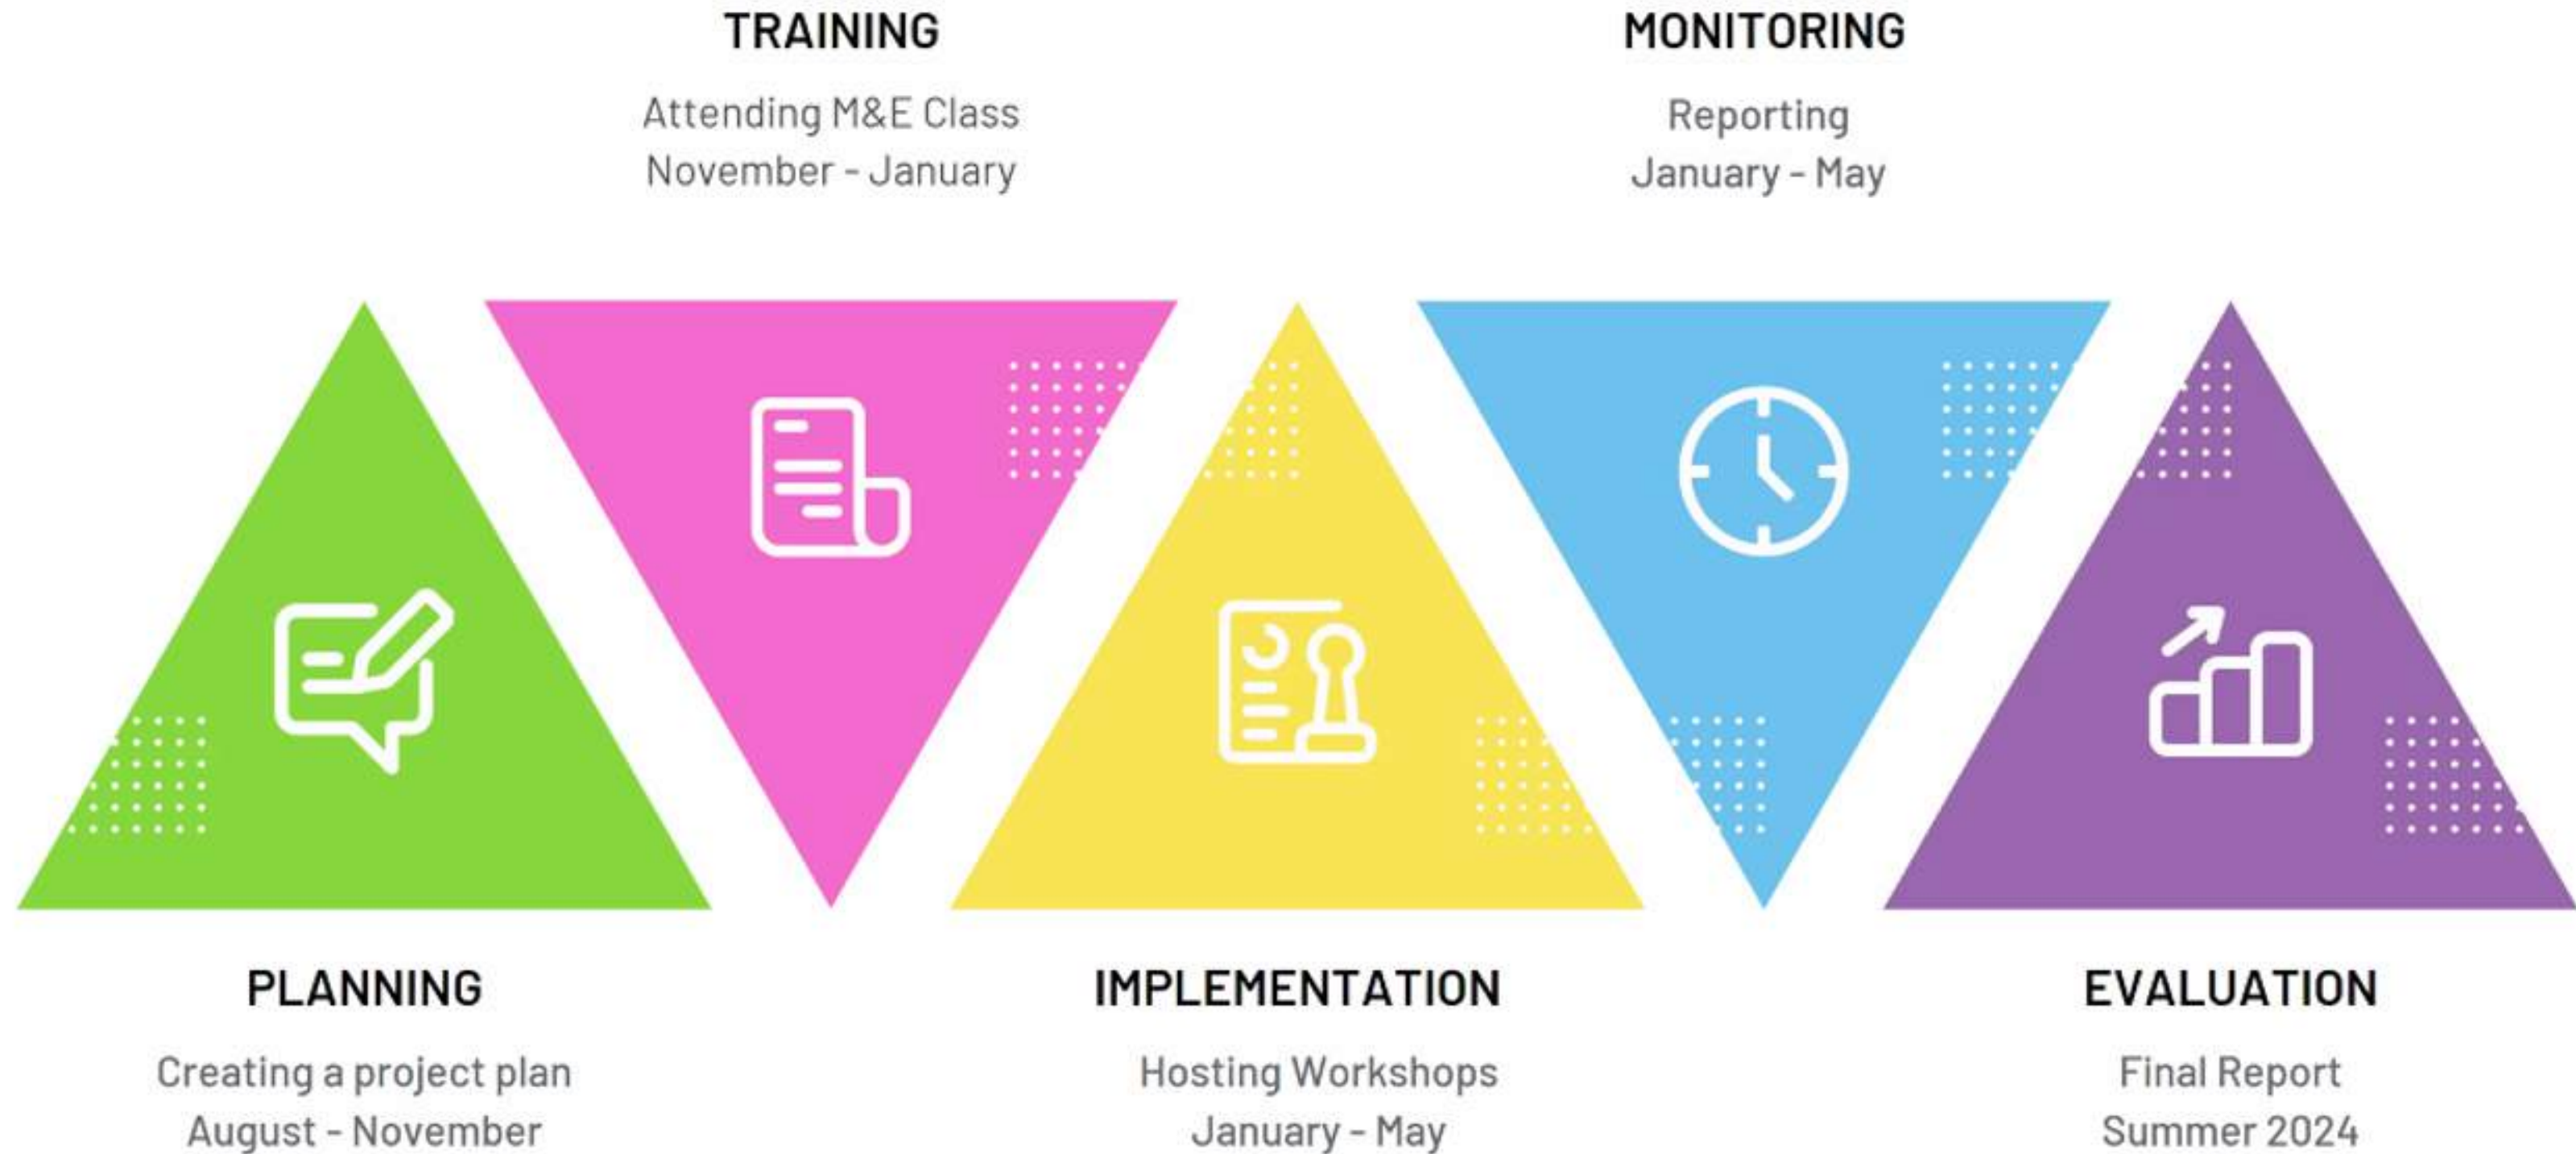 TRAINING
Attending M&E Class
November - January
MONITORING
Reporting
January - May
PLANNING
Creating a project plan
August - November
IMPLEMENTATION
Hosting Workshops
January - May
EVALUATION
Final Report
Summer 2024